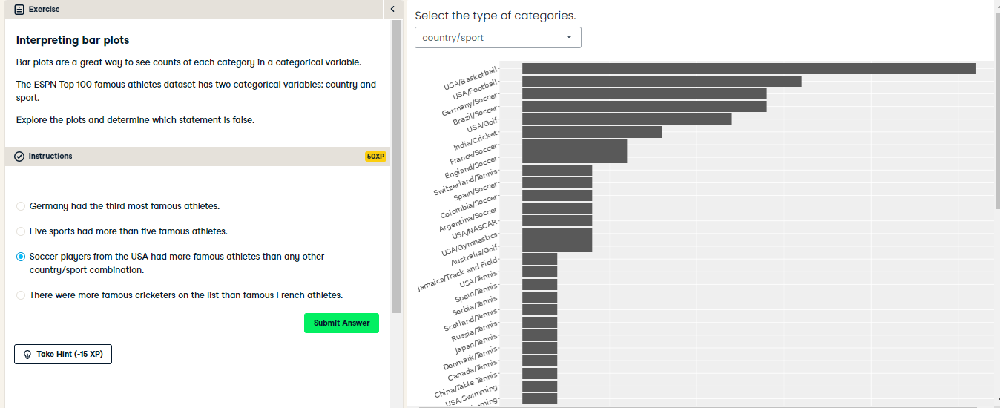 Exercise
Interpreting bar plots
Bar plots are a great way to see counts of each category in a categorical variable.
The ESPN Top 100 famous athletes dataset has two categorical variables: country and
sport.
Explore the plots and determine which statement is false.
Instructions
50XP
Germany had the third most famous athletes.
Five sports had more than five famous athletes.
Soccer players from the USA had more famous athletes than any other
country/sport combination.
There were more famous cricketers on the list than famous French athletes.
Submit Answer
Take Hint (-15 XP)
Select the type of categories.
country/sport
USA/Basketball
USA/Football
Germany/Soccer
Brazil/Soccer
USA/Golf
India/Cricket
France/Soccer
England/Soccer
Switzerland/Tennis
Spain/Soccer
Colombia/Soccer
Argentina/Soccer
USA/NASCAR
USA/Gymnastics
Australia/Golf
Jamaica/Track and Field
USA/Tennis
Spain/Tennis
Serbia/Tennis
Scotland/Tennis
Russia/Tennis
Japan/Tennis
Denmark/Tennis
Canada/Tennis
China/Table Tennis
USA/Swimming